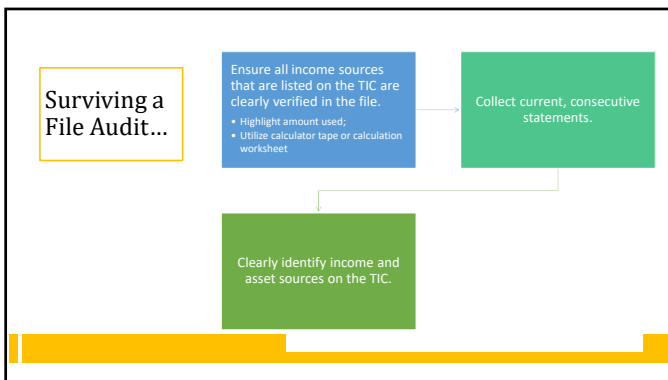 Surviving a
File Audit…
Ensure all income sources
that are listed on the TIC are
clearly verified in the file.
• Highlight amount used;
• Utilize calculator tape or calculation
worksheet
Collect current, consecutive
statements.
Clearly identify income and
asset sources on the TIC.